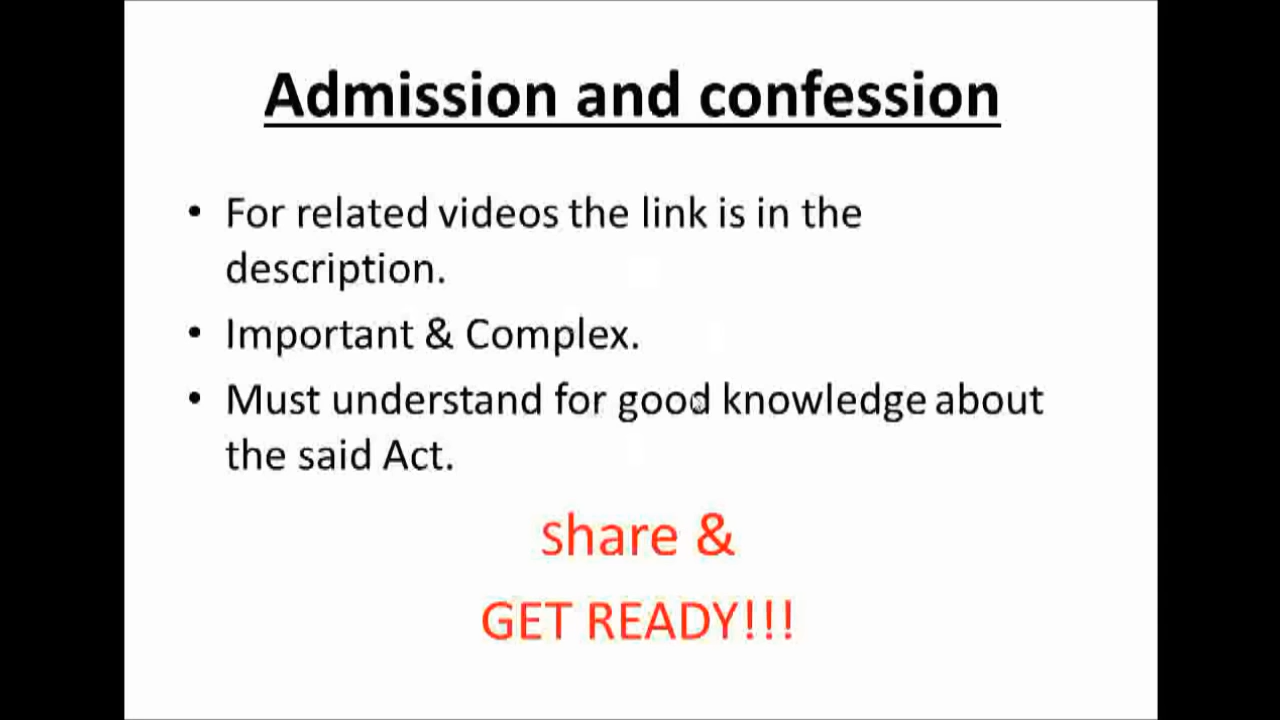 Admission and confession
• For related videos the link is in the
description.
• Important & Complex.
• Must understand for good knowledge about
the said Act.
share &
GET READY!!!